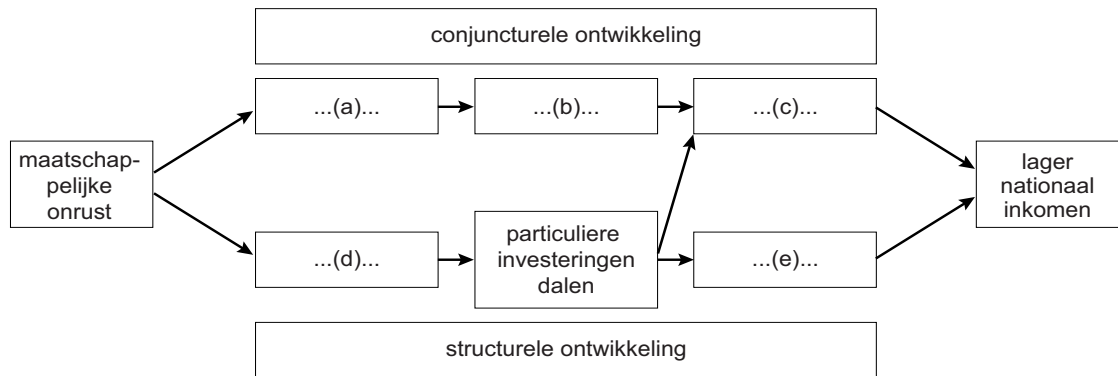 conjuncturele ontwikkeling
...(a)...
...(b)...
...(c)...
maatschap-
pelijke
onrust
lager
nationaal
inkomen
...(d)...
particuliere
investeringen
dalen
...(e)...
structurele ontwikkeling